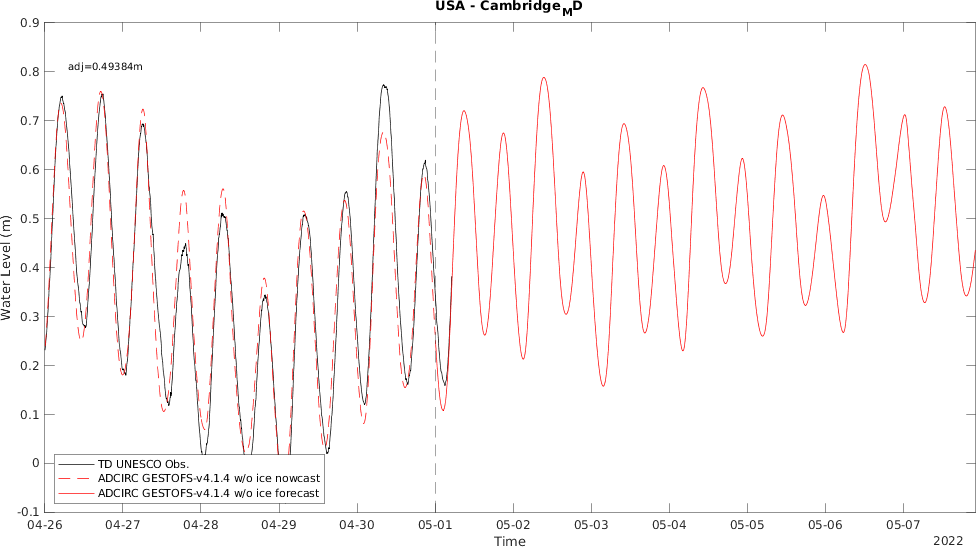 USA - Cambridge_MD
0.9
0.8
0.7
0.6
0.5
0.4
0.3
0.2
0.1
0
-0.1
adj=0.49384m
Water Level (m)
TD UNESCO Obs.
ADCIRC GESTOFS-v4.1.4 w/o ice nowcast
ADCIRC GESTOFS-v4.1.4 w/o ice forecast
04-26 04-27 04-28 04-29 04-30 05-01 05-02 05-03 05-04 05-05 05-06 05-07
Time
2022